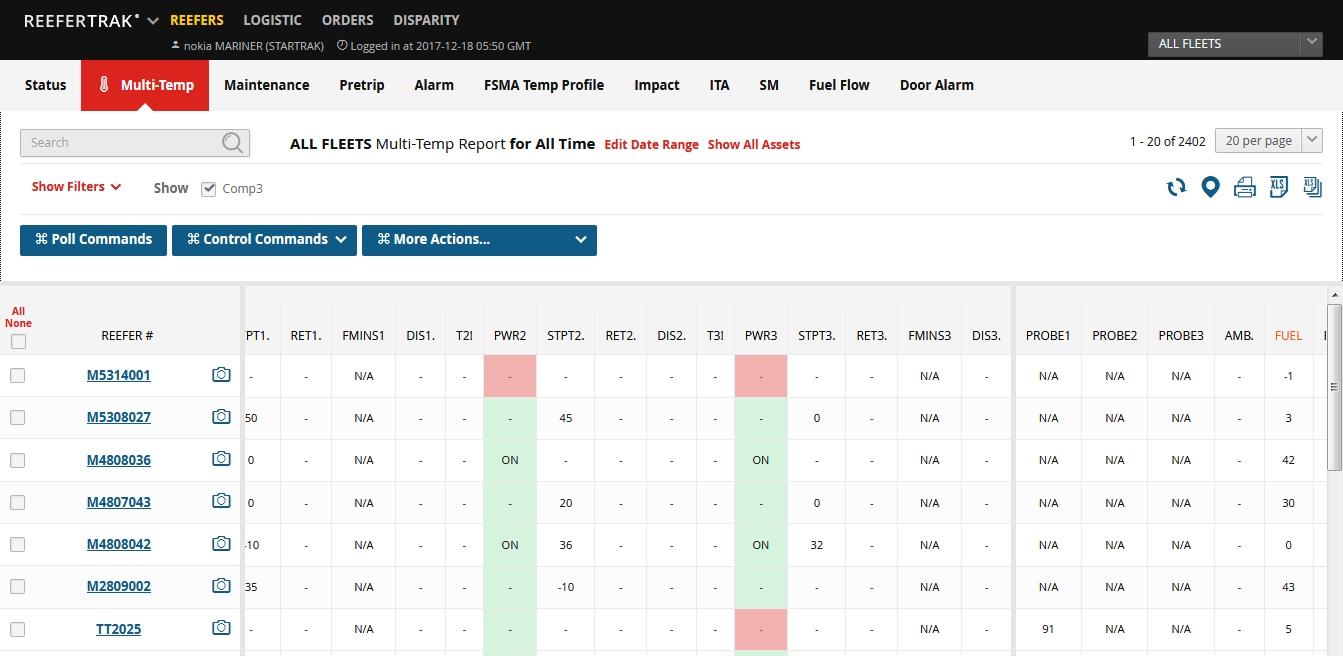 REEFERTRAK REEFERS LOGISTIC ORDERS DISPARITY
nokia MARINER (STARTRAK) Logged in at 2017-12-18 05:50 GMT
ALL FLEETS
Status Multi-Temp Maintenance Pretrip Alarm FSMA Temp Profile Impact ITA SM Fuel Flow Door Alarm
Search ALL FLEETS Multi-Temp Report for All Time Edit Date Range Show All Assets 1 - 20 of 2402 20 per page
Show Filters Show Comp3 XLS XLS
⌘ Poll Commands ⌘ Control Commands ⌘ More Actions...
All
None
REEFER # TPT1. RET1. FMINS1 DIS1. T2! PWR2 STPT2. RET2. DIS2. T3! PWR3 STPT3. RET3. FMINS3 DIS3. PROBE1 PROBE2 PROBE3 AMB. FUEL
M5314001 - - N/A - - - - - - - - - - N/A - N/A N/A N/A - -1
M5308027 50 - N/A - - - 45 - - - - 0 - N/A - N/A N/A N/A - 3
M4808036 0 - N/A - - ON - - - - ON - - N/A - N/A N/A N/A - 42
M4807043 0 - N/A - - - 20 - - - - 0 - N/A - N/A N/A N/A - 30
M4808042 -10 - N/A - - ON 36 - - - ON 32 - N/A - N/A N/A N/A - 0
M2809002 35 - N/A - - - -10 - - - - - - N/A - N/A N/A N/A - 43
TT2025 - - N/A - - - - - - - - - - N/A - 91 N/A N/A - 5